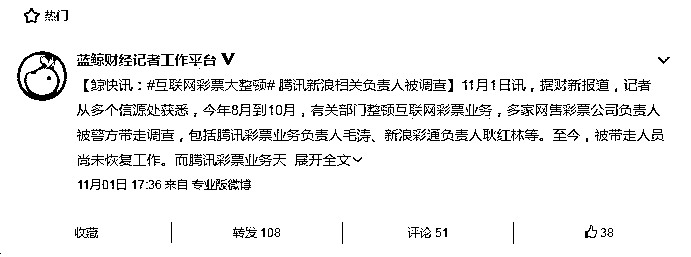 热门
蓝鲸财经记者工作平台
【鲸快讯：#互联网彩票大整顿# 腾讯新浪相关负责人被调查】11月1日讯，据财新报道，记者
从多个信源处获悉，今年8月到10月，有关部门整顿互联网彩票业务，多家网售彩票公司负责人
被警方带走调查，包括腾讯彩票业务负责人毛涛、新浪彩通负责人耿红林等。至今，被带走人员
尚未恢复工作。而腾讯彩票业务天 展开全文
11月01日 17:36 来自 专业版微博
收藏 转发 108 评论 51 38